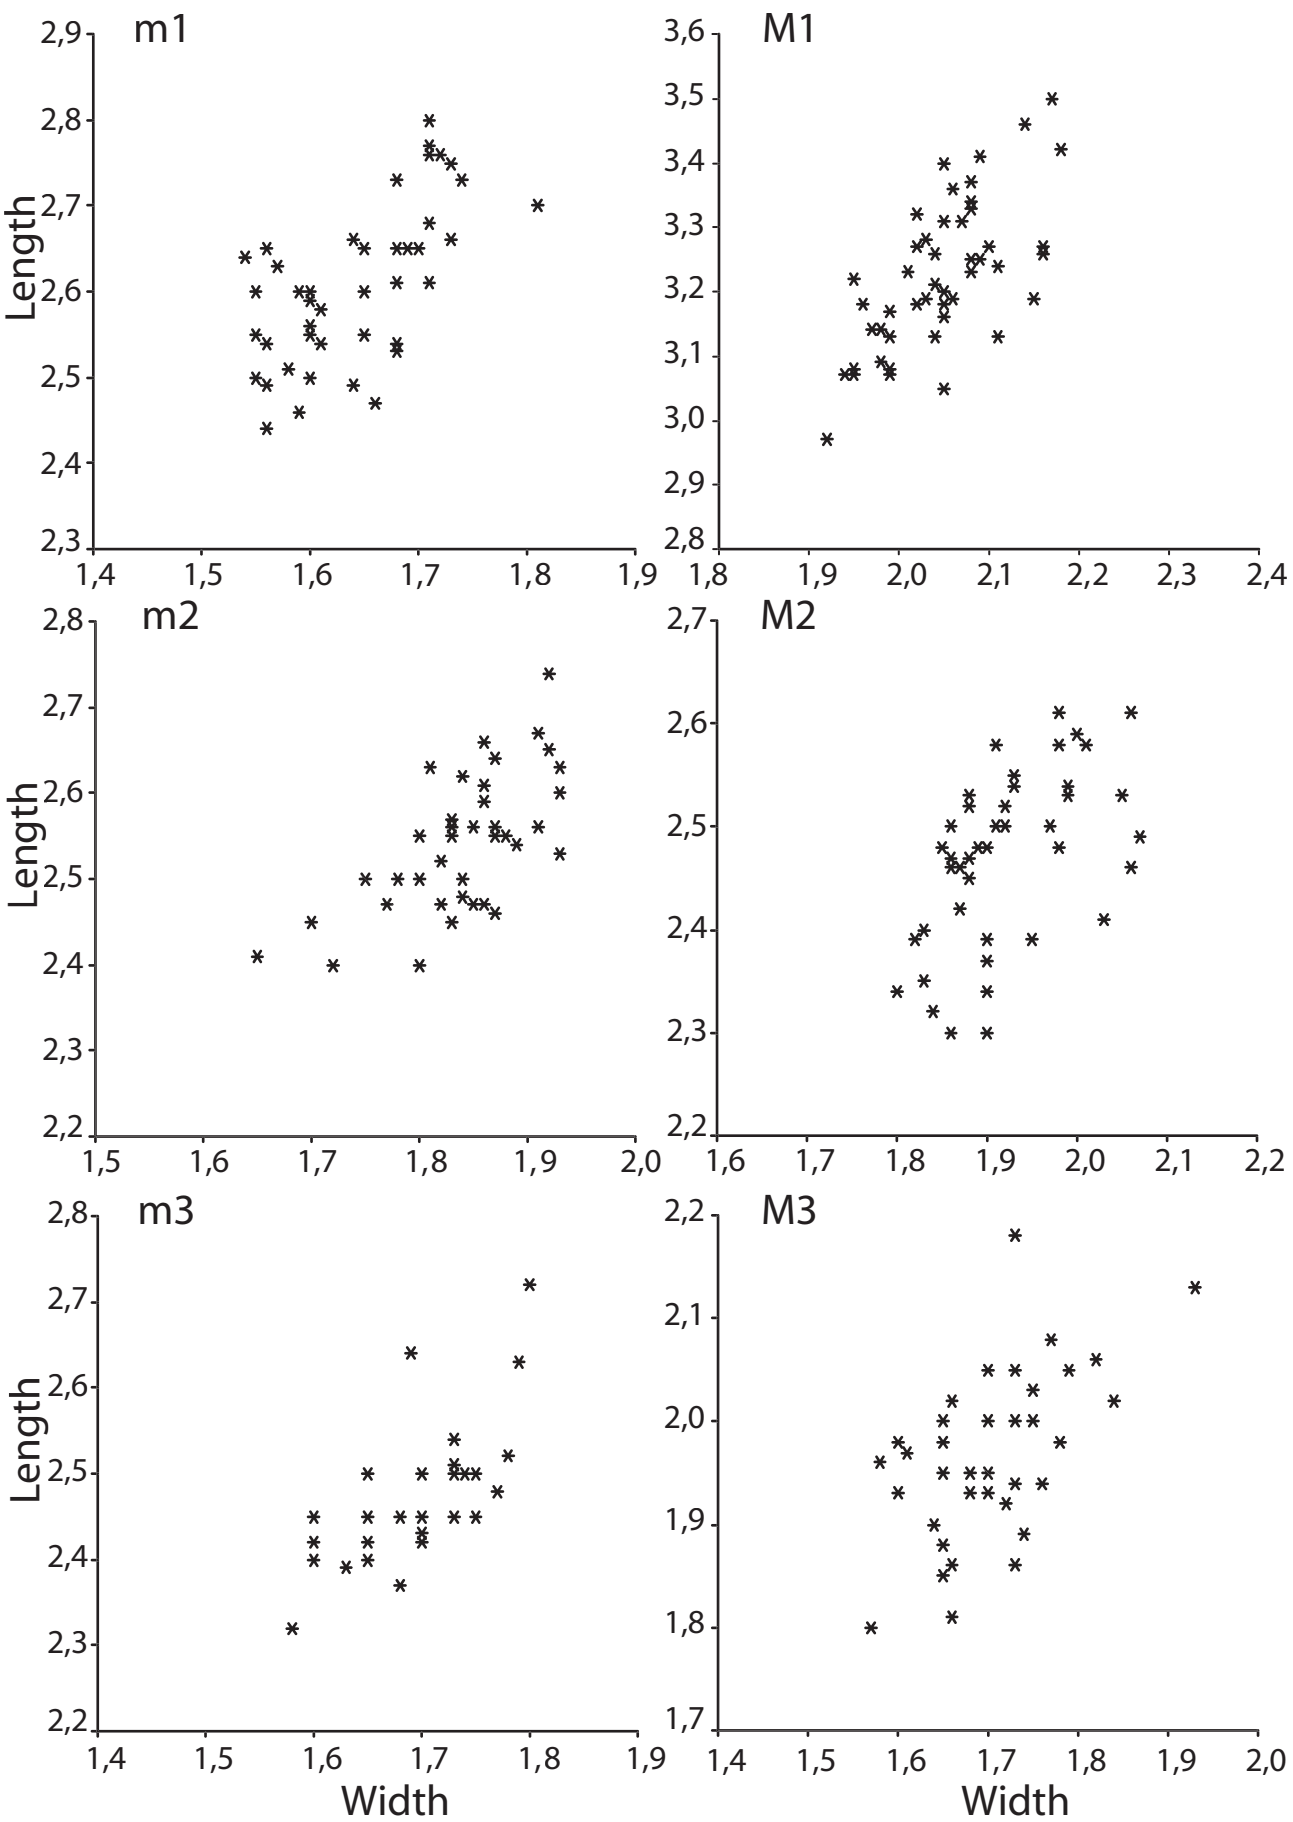 m1
2,9
2,8
2,7
2,6
2,5
2,4
2,3
Length
1,4 1,5 1,6 1,7 1,8 1,9
M1
3,6
3,5
3,4
3,3
3,2
3,1
3,0
2,9
2,8
1,8 1,9 2,0 2,1 2,2 2,3 2,4
m2
2,8
2,7
2,6
2,5
2,4
2,3
2,2
Length
1,5 1,6 1,7 1,8 1,9 2,0
M2
2,7
2,6
2,5
2,4
2,3
2,2
1,6 1,7 1,8 1,9 2,0 2,1 2,2
m3
2,8
2,7
2,6
2,5
2,4
2,3
2,2
Length
1,4 1,5 1,6 1,7 1,8 1,9
Width
M3
2,2
2,1
2,0
1,9
1,8
1,7
1,4 1,5 1,6 1,7 1,8 1,9 2,0
Width